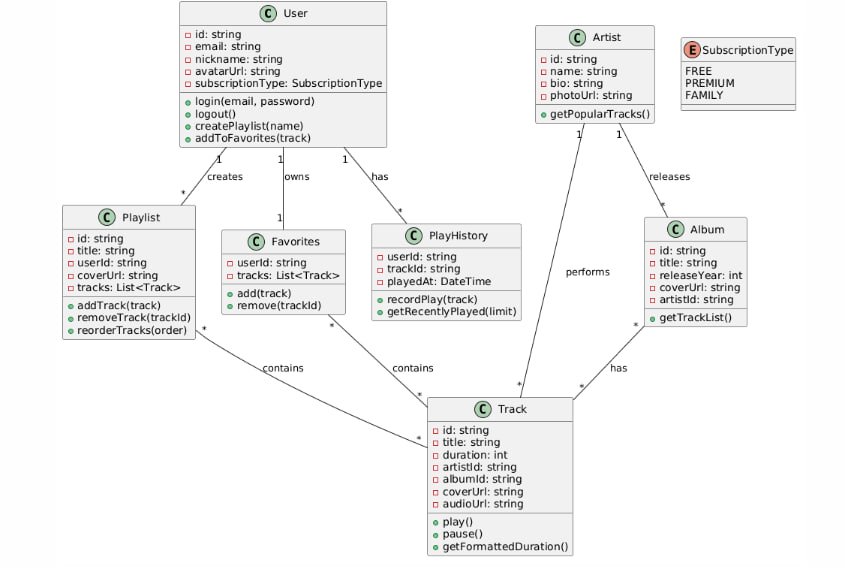 C User
id: string
email: string
nickname: string
avatarUrl: string
subscriptionType: SubscriptionType
login(email, password)
logout()
createPlaylist(name)
addToFavorites(track)
C Artist
id: string
name: string
bio: string
photoUrl: string
getPopularTracks()
E SubscriptionType
FREE
PREMIUM
FAMILY
1
creates
*
1
owns
1
1
has
*
1
performs
*
1
releases
*
C Playlist
id: string
title: string
userId: string
coverUrl: string
tracks: List<Track>
addTrack(track)
removeTrack(trackId)
reorderTracks(order)
C Favorites
userId: string
tracks: List<Track>
add(track)
remove(trackId)
C PlayHistory
userId: string
trackId: string
playedAt: DateTime
recordPlay(track)
getRecentlyPlayed(limit)
C Album
id: string
title: string
releaseYear: int
coverUrl: string
artistId: string
getTrackList()
*
contains
*
*
contains
*
*
has
*
C Track
id: string
title: string
duration: int
artistId: string
albumId: string
coverUrl: string
audioUrl: string
play()
pause()
getFormattedDuration()